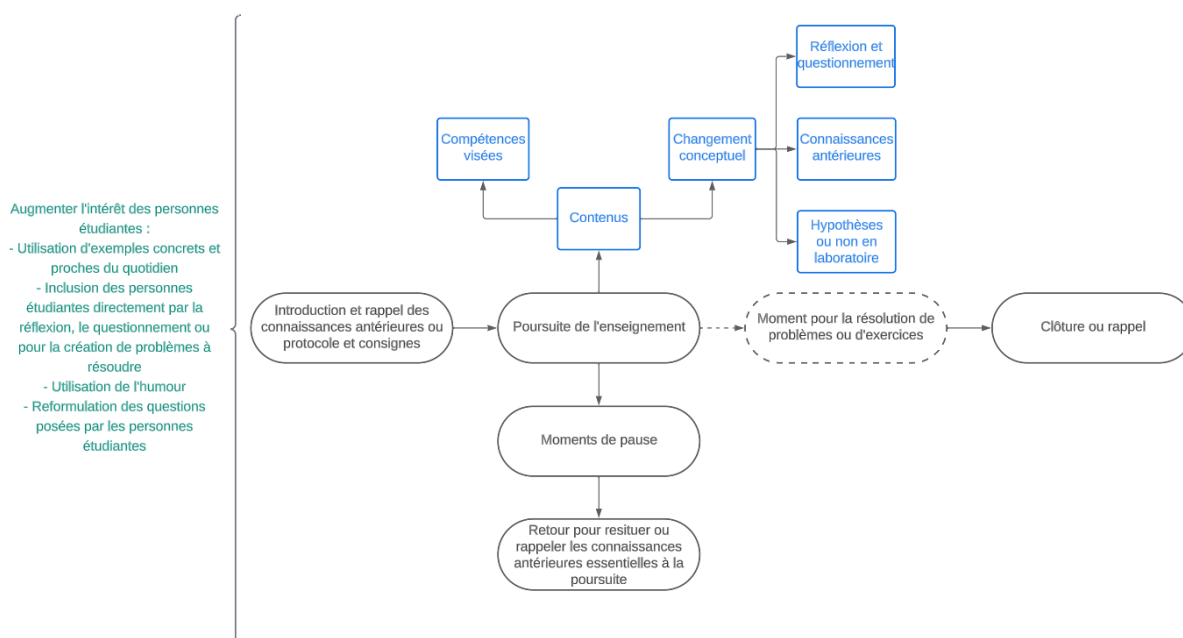 Augmenter l'intérêt des personnes
étudiantes :
- Utilisation d'exemples concrets et
proches du quotidien
- Inclusion des personnes
étudiantes directement par la
réflexion, le questionnement ou
pour la création de problèmes à
résoudre
- Utilisation de l'humour
- Reformulation des questions
posées par les personnes
étudiantes
Réflexion et
questionnement
Compétences
visées
Changement
conceptuel
Connaissances
antérieures
Contenus
Hypothèses
ou non en
laboratoire
Introduction et rappel des
connaissances antérieures ou
protocole et consignes
Poursuite de l'enseignement
Moment pour la résolution de
problèmes ou d'exercices
Clôture ou rappel
Moments de pause
Retour pour resituer ou
rappeler les connaissances
antérieures essentielles à la
poursuite